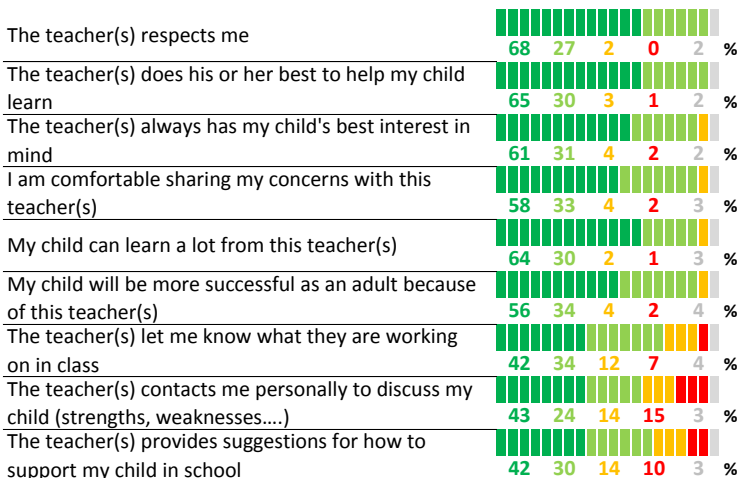 The teacher(s) respects me
68 27 2 0 2 %
The teacher(s) does his or her best to help my child
learn
65 30 3 1 2 %
The teacher(s) always has my child's best interest in
mind
61 31 4 2 2 %
I am comfortable sharing my concerns with this
teacher(s)
58 33 4 2 3 %
My child can learn a lot from this teacher(s)
64 30 2 1 3 %
My child will be more successful as an adult because
of this teacher(s)
56 34 4 2 4 %
The teacher(s) let me know what they are working
on in class
42 34 12 7 4 %
The teacher(s) contacts me personally to discuss my
child (strengths, weaknesses....)
43 24 14 15 3 %
The teacher(s) provides suggestions for how to
support my child in school
42 30 14 10 3 %